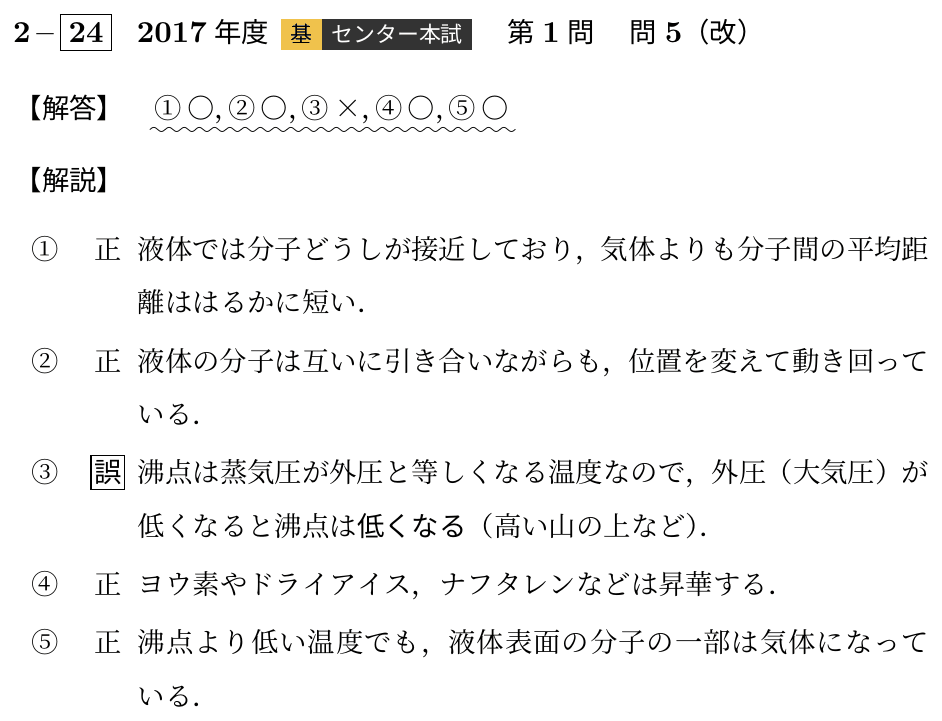 2－24 2017 年度 基 センター本試 第 1 問 問 5（改）
【解答】 ① ○, ② ○, ③ ×, ④ ○, ⑤ ○
【解説】
① 正 液体では分子どうしが接近しており，気体よりも分子間の平均距
離ははるかに短い．
② 正 液体の分子は互いに引き合いながらも，位置を変えて動き回って
いる．
③ 誤 沸点は蒸気圧が外圧と等しくなる温度なので，外圧（大気圧）が
低くなると沸点は低くなる（高い山の上など）．
④ 正 ヨウ素やドライアイス，ナフタレンなどは昇華する．
⑤ 正 沸点より低い温度でも，液体表面の分子の一部は気体になって
いる．